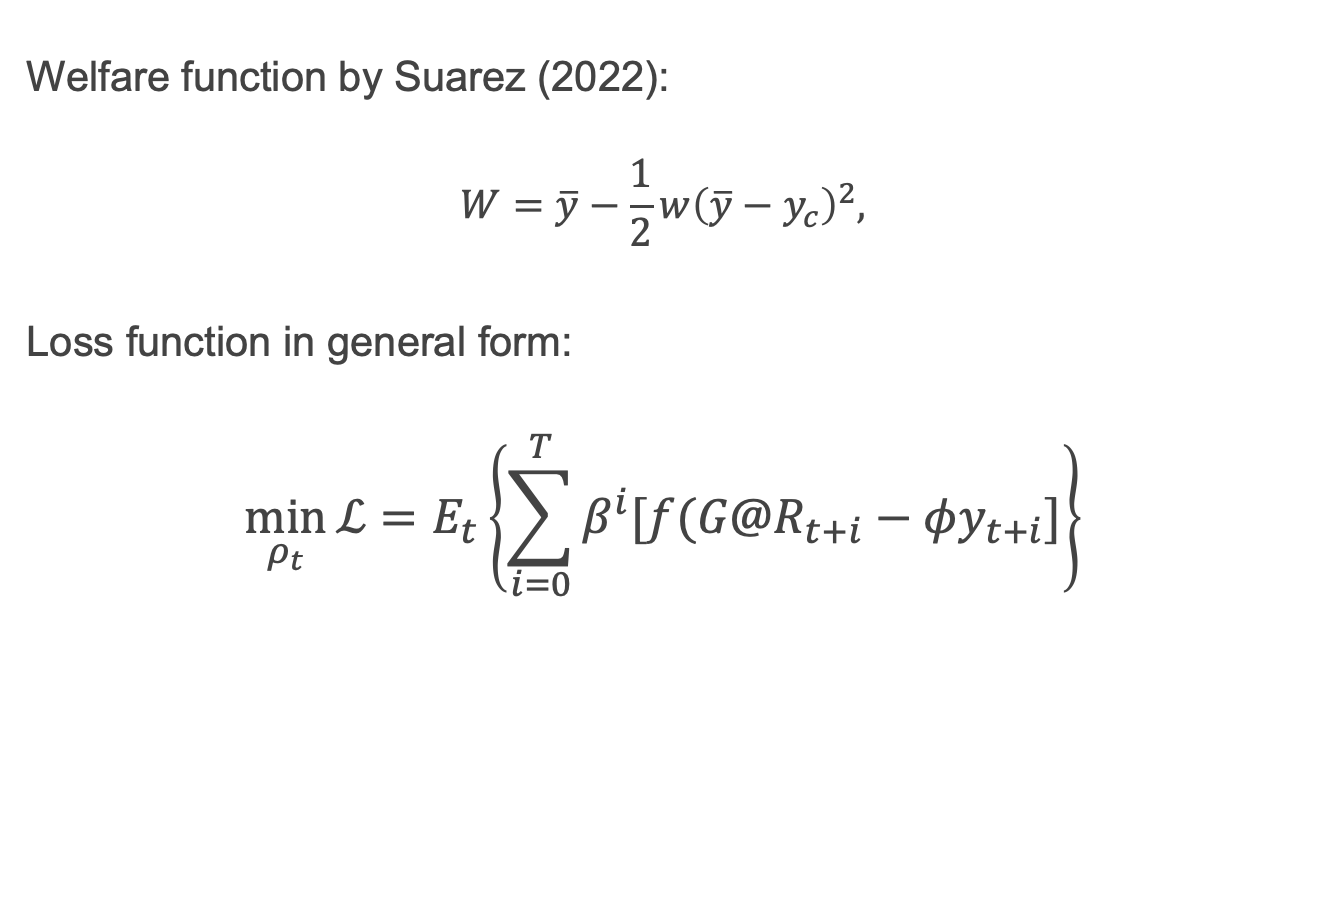 Welfare function by Suarez (2022):
W = ȳ − 1/2 w(ȳ − y_c)²,
Loss function in general form:
min_{ρ_t} ℒ = E_t { ∑_{i=0}^{T} β^i [f(G@R_{t+i} − ϕy_{t+i}] }